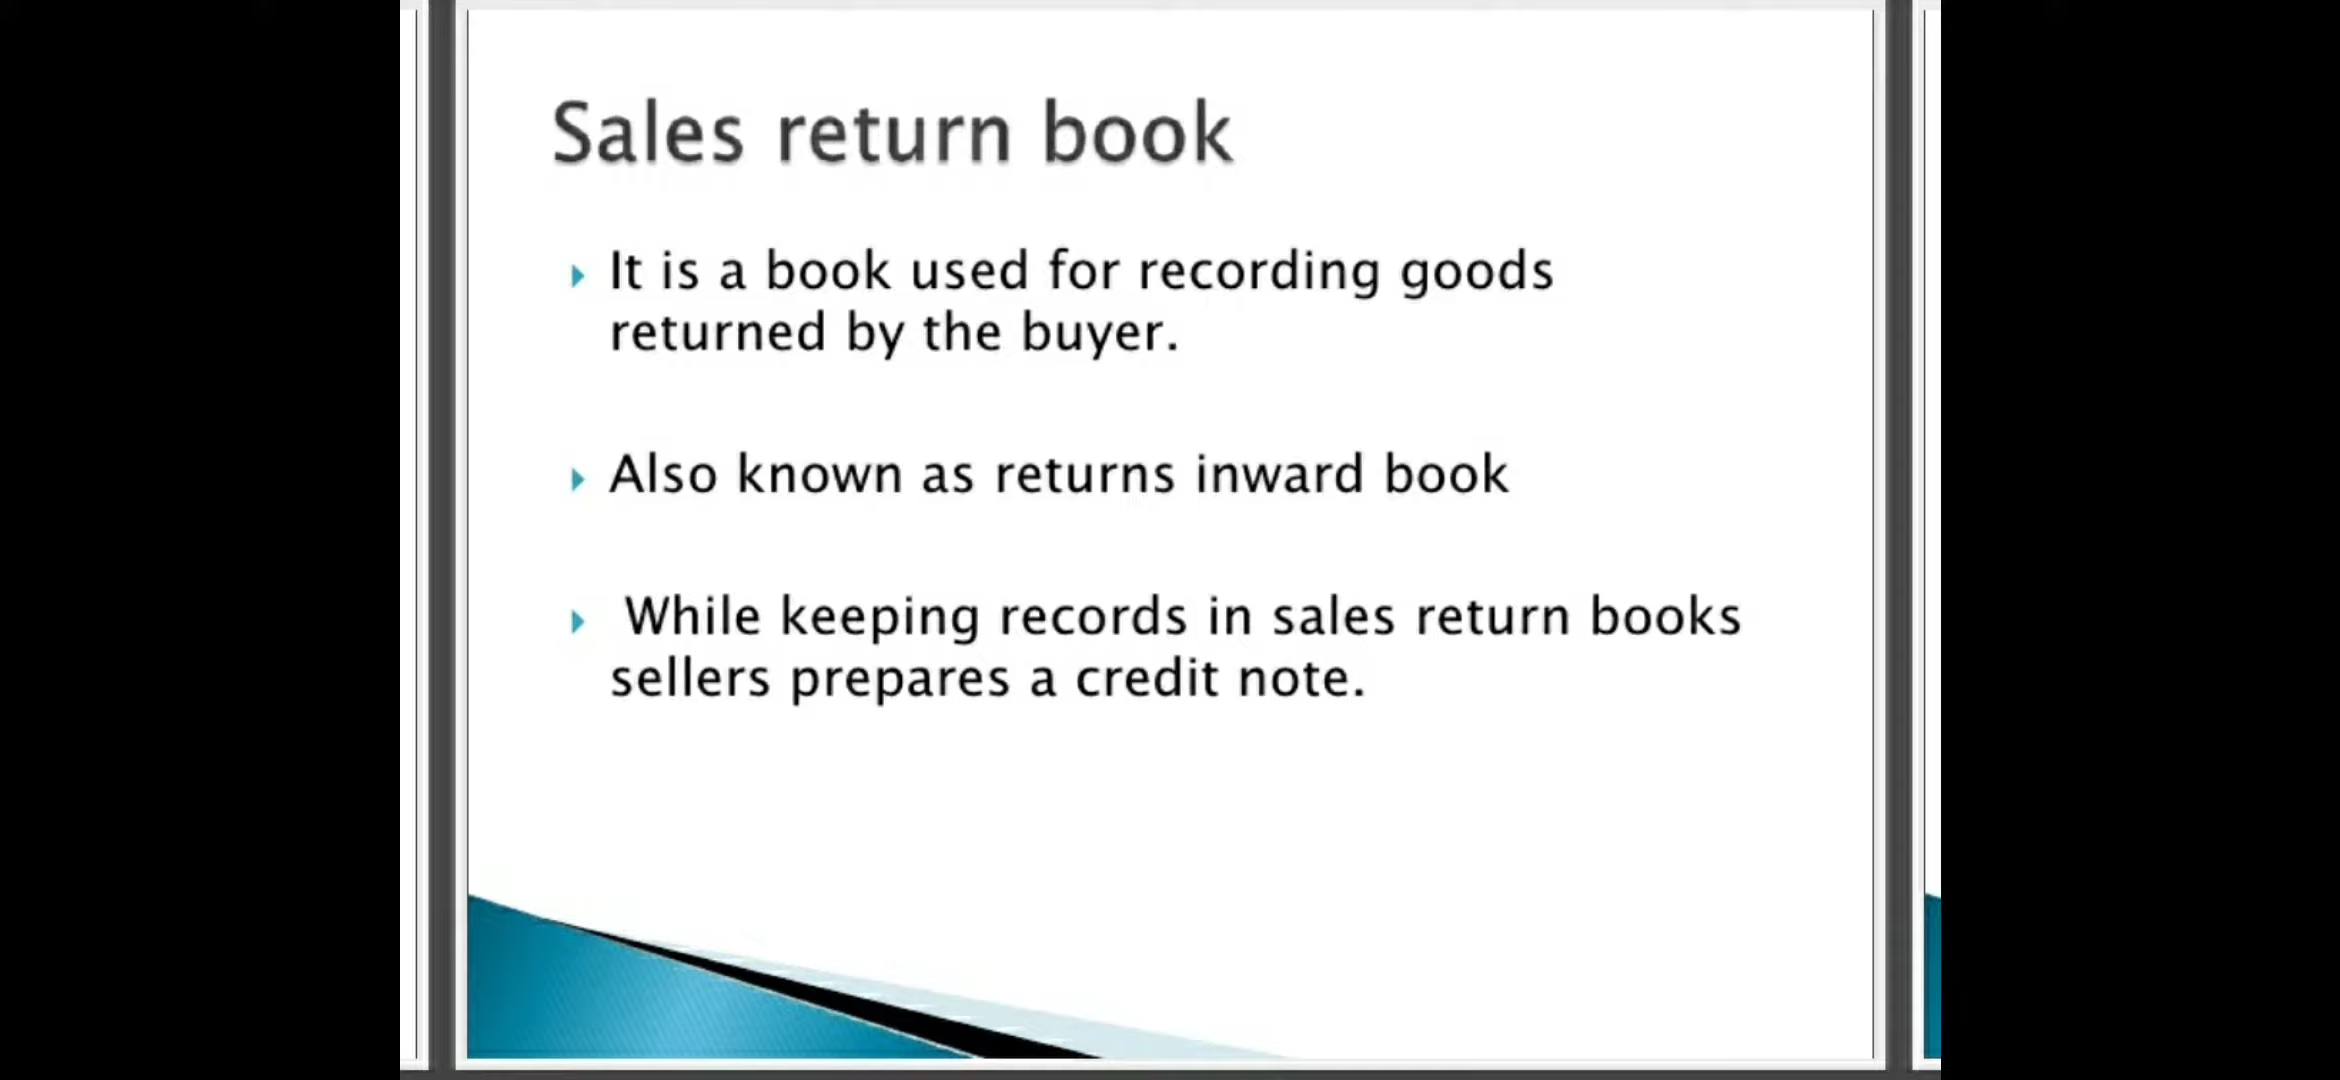 Sales return book
It is a book used for recording goods
returned by the buyer.
Also known as returns inward book
While keeping records in sales return books
sellers prepares a credit note.